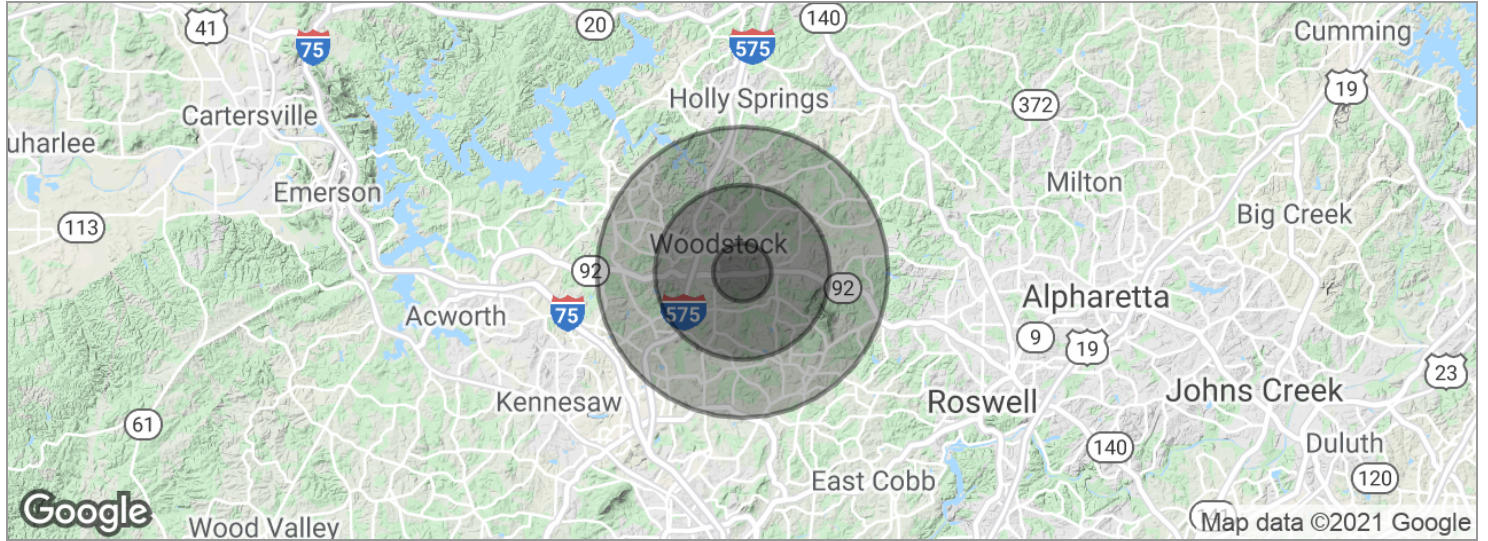 41
75
20
575
140
Cumming
19
Holly Springs
372
Cartersville
uharlee
Emerson
Milton
113
Big Creek
Woodstock
92
92
Alpharetta
Acworth
75
575
9
19
23
Kennesaw
Roswell
Johns Creek
61
140
Duluth
East Cobb
120
Google
Wood Valley
Map data ©2021 Google